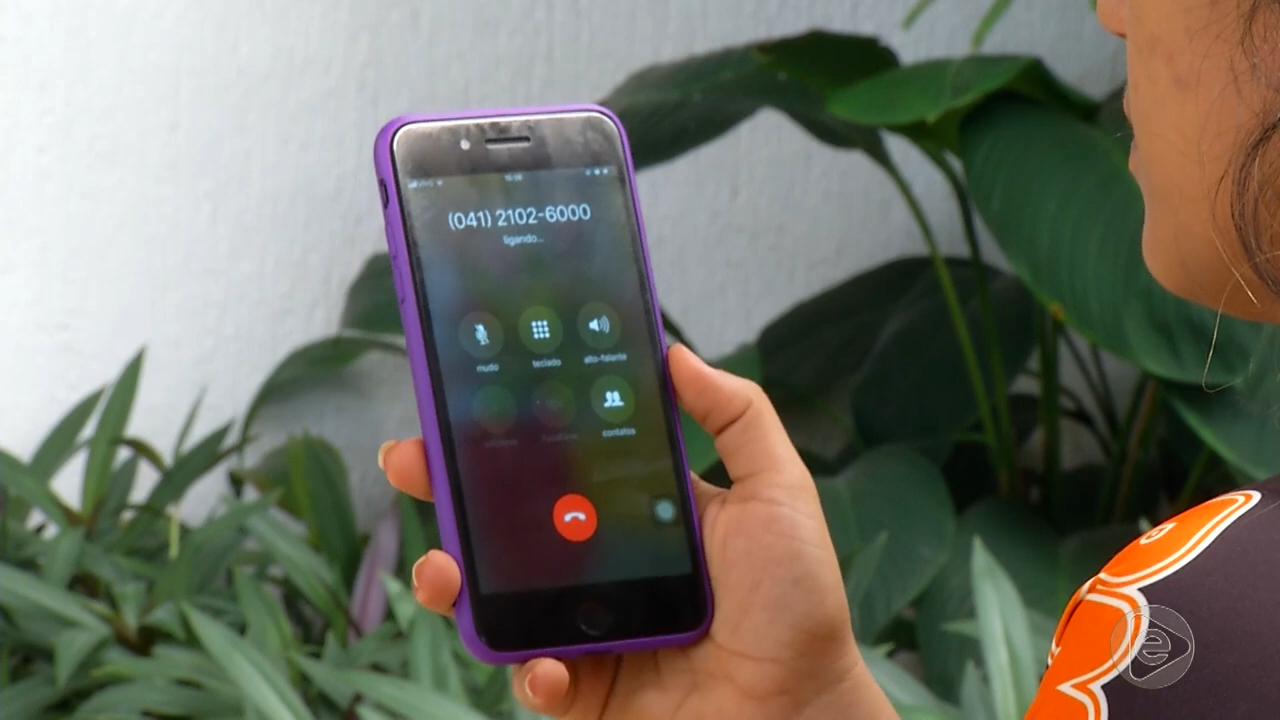 (041) 2102-6000
ligando...
mudo
teclado
alto-falante
contatos
e